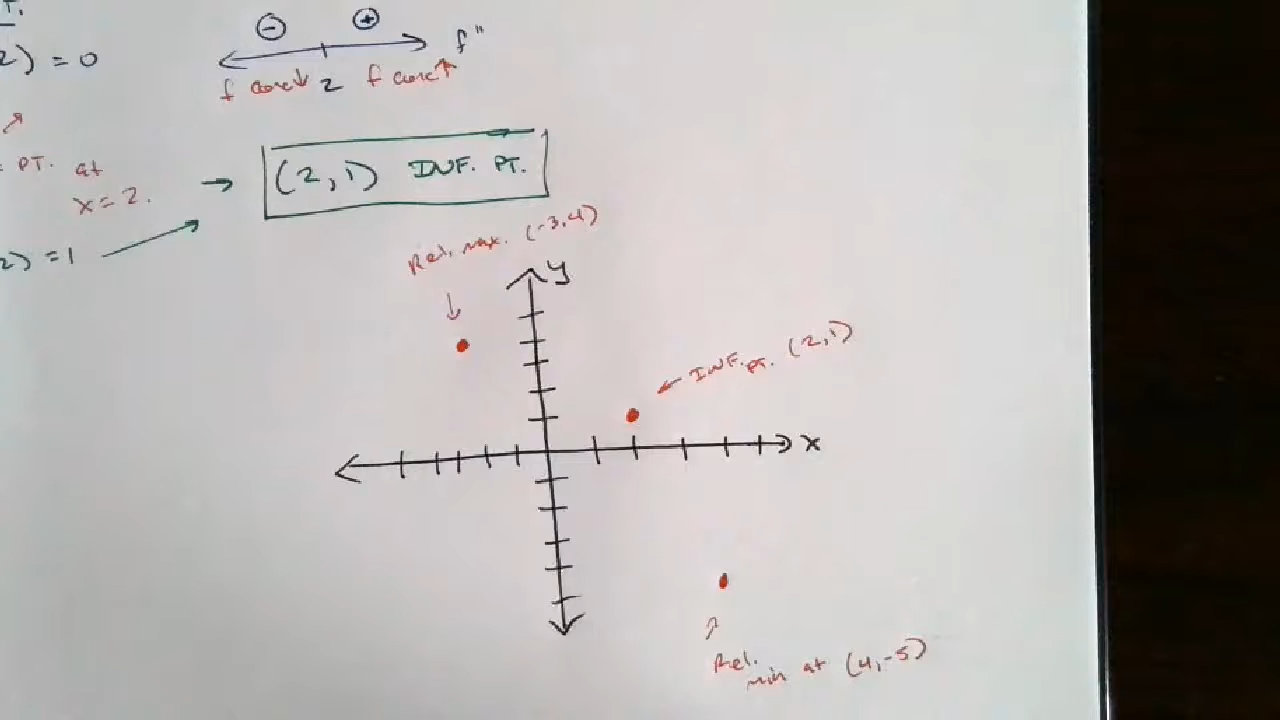 T.
2) = 0
⊖ ⊕
f"
f conc↓ 2 f conc↑
PT. at
x=2.
→ (2,1) INF. PT.
2) = 1
Rel. max. (-3,4)
y
INF. PT. (2,1)
x
Rel.
min at (4,-5)